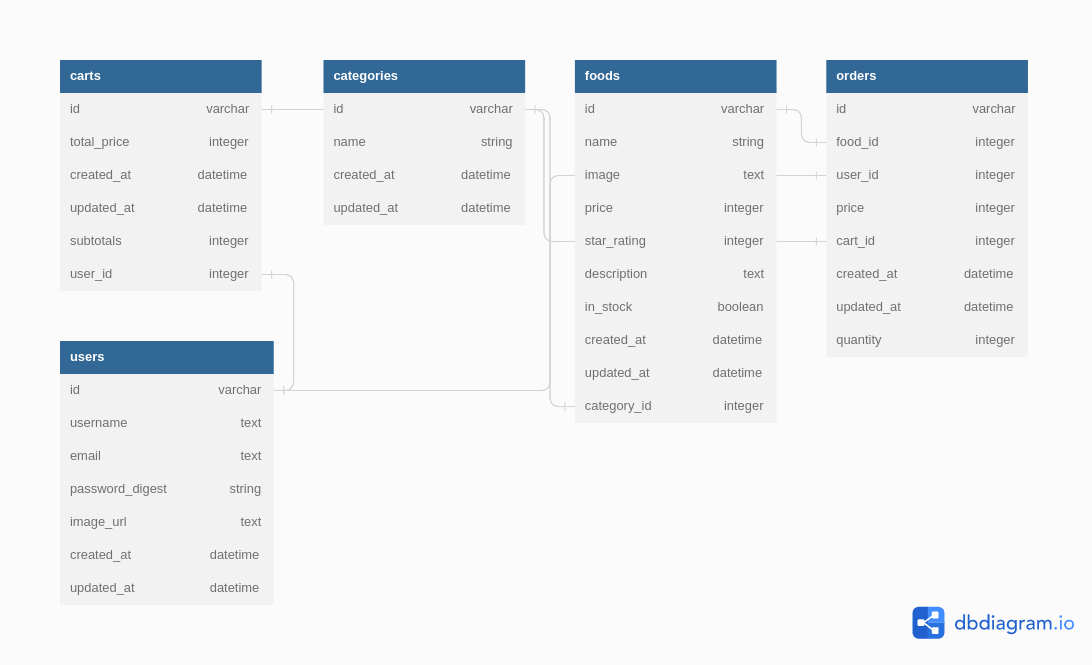 carts
id varchar
total_price integer
created_at datetime
updated_at datetime
subtotals integer
user_id integer
categories
id varchar
name string
created_at datetime
updated_at datetime
foods
id varchar
name string
image text
price integer
star_rating integer
description text
in_stock boolean
created_at datetime
updated_at datetime
category_id integer
orders
id varchar
food_id integer
user_id integer
price integer
cart_id integer
created_at datetime
updated_at datetime
quantity integer
users
id varchar
username text
email text
password_digest string
image_url text
created_at datetime
updated_at datetime
dbdiagram.io